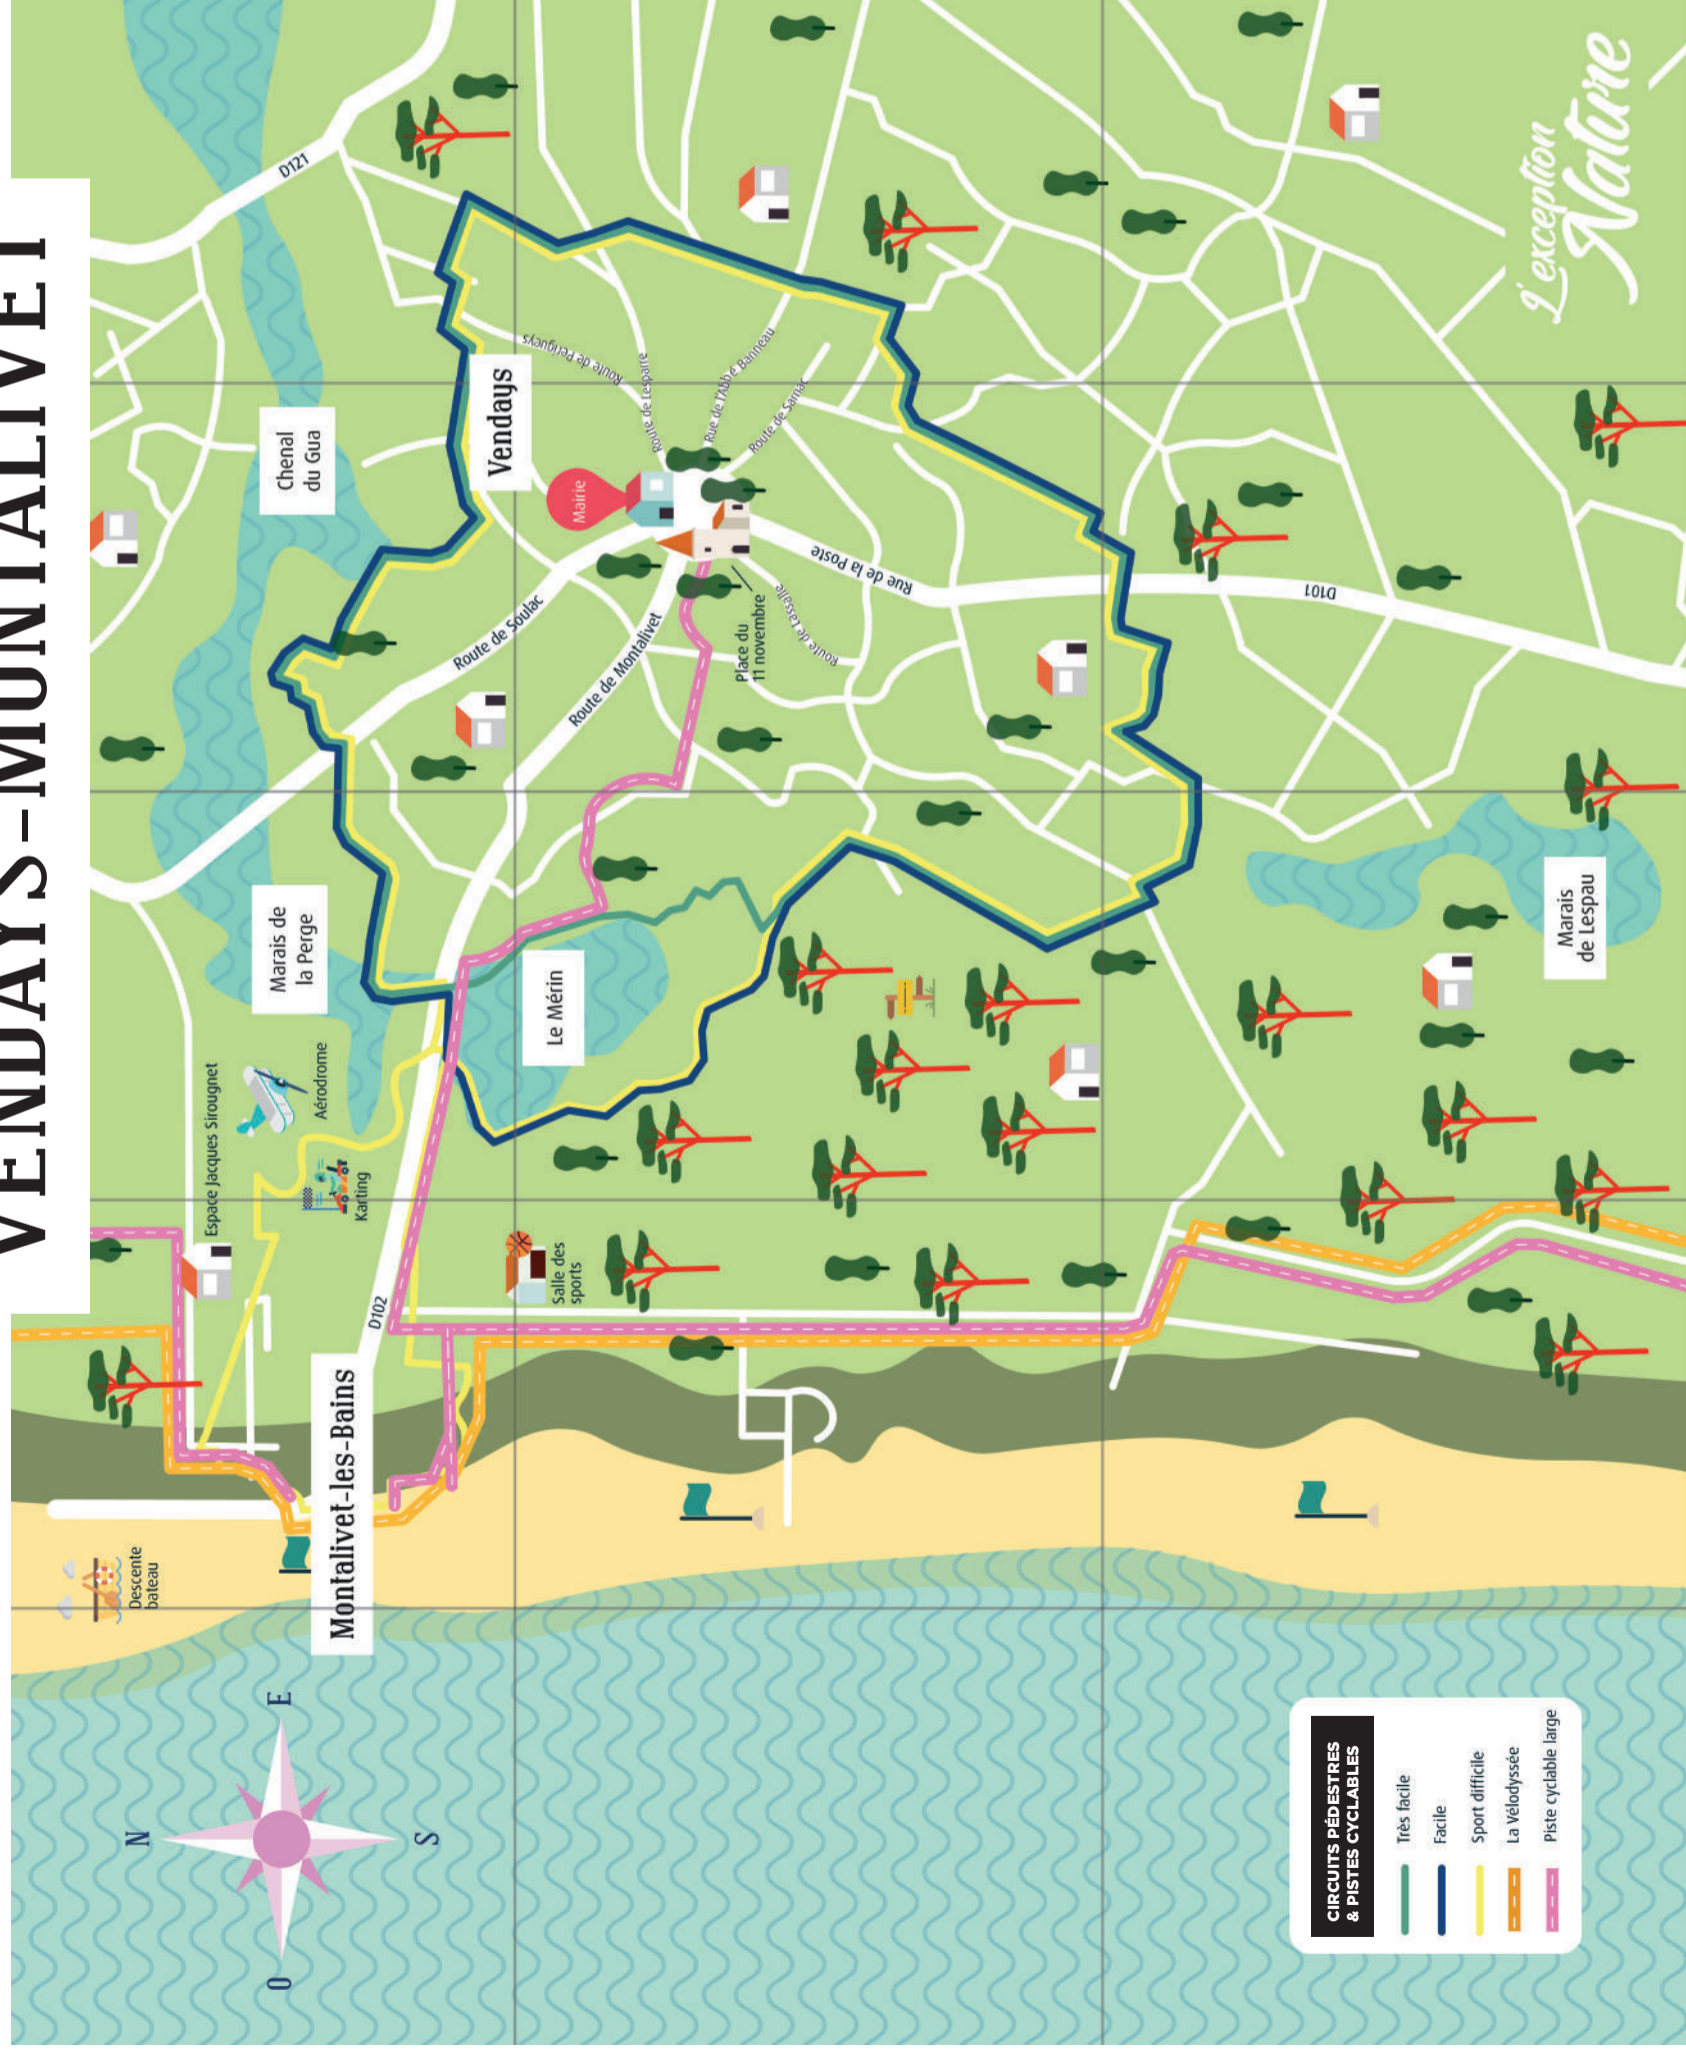 VENDAYS-MONTALIVET
D121
Chenal
du Gua
Vendays
Route de Périgueys
Route de Lesparre
Rue de l'Abbé Banneau
Route de Sarnac
Mairie
Route de Soulac
Route de Montalivet
Place du
11 novembre
Route de Lassalle
Rue de la Poste
D101
Marais de
la Perge
Le Mérin
Marais
de Lespau
Espace Jacques Sirougnet
Aérodrome
Karting
Salle des
sports
D102
Montalivet-les-Bains
Descente
bateau
N
E
S
O
CIRCUITS PÉDESTRES
& PISTES CYCLABLES
Très facile
Facile
Sport difficile
La Vélodyssée
Piste cyclable large
L'exception
Nature